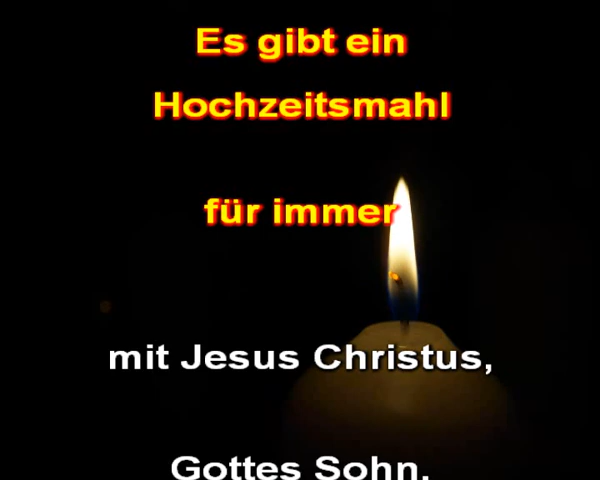 Es gibt ein
Hochzeitsmahl
für immer
mit Jesus Christus,
Gottes Sohn.